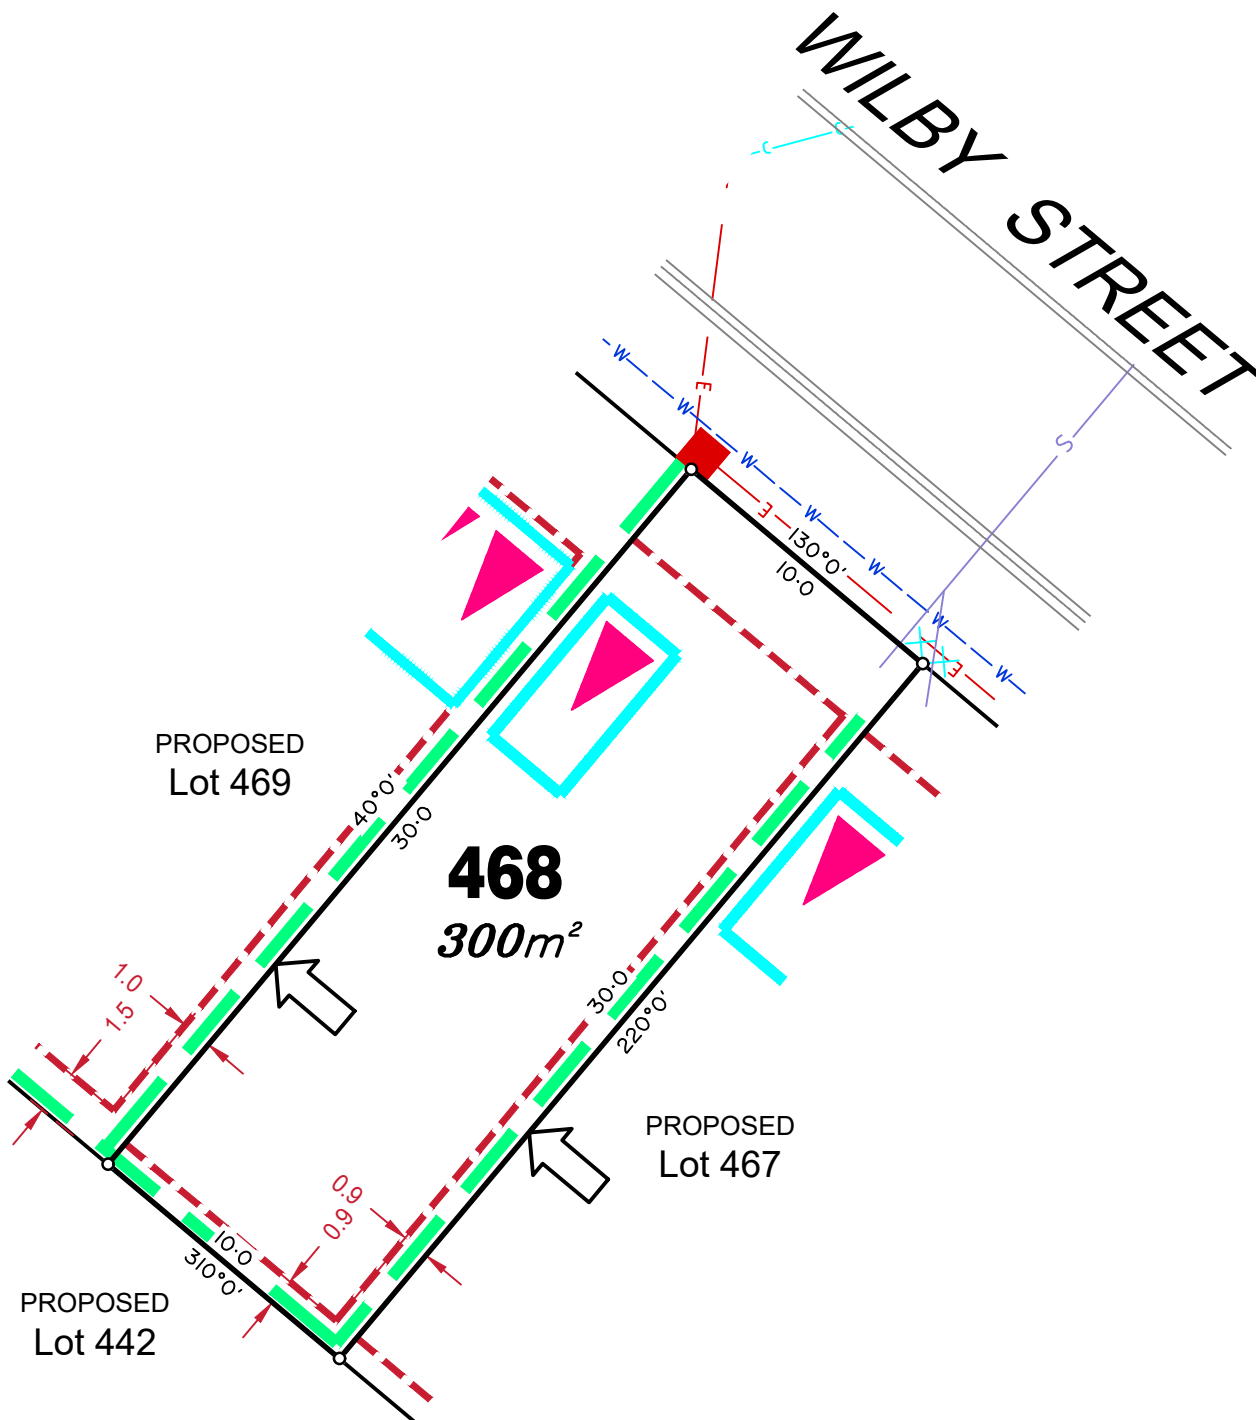 WILBY STREET
C
C
E
W
W
W
W
W
W
W
S
E
E
130°0'
10·0
PROPOSED
Lot 469
40°0'
30·0
468
300m²
30·0
220°0'
1.0
1.5
PROPOSED
Lot 467
0.9
0.9
10·0
310°0'
PROPOSED
Lot 442